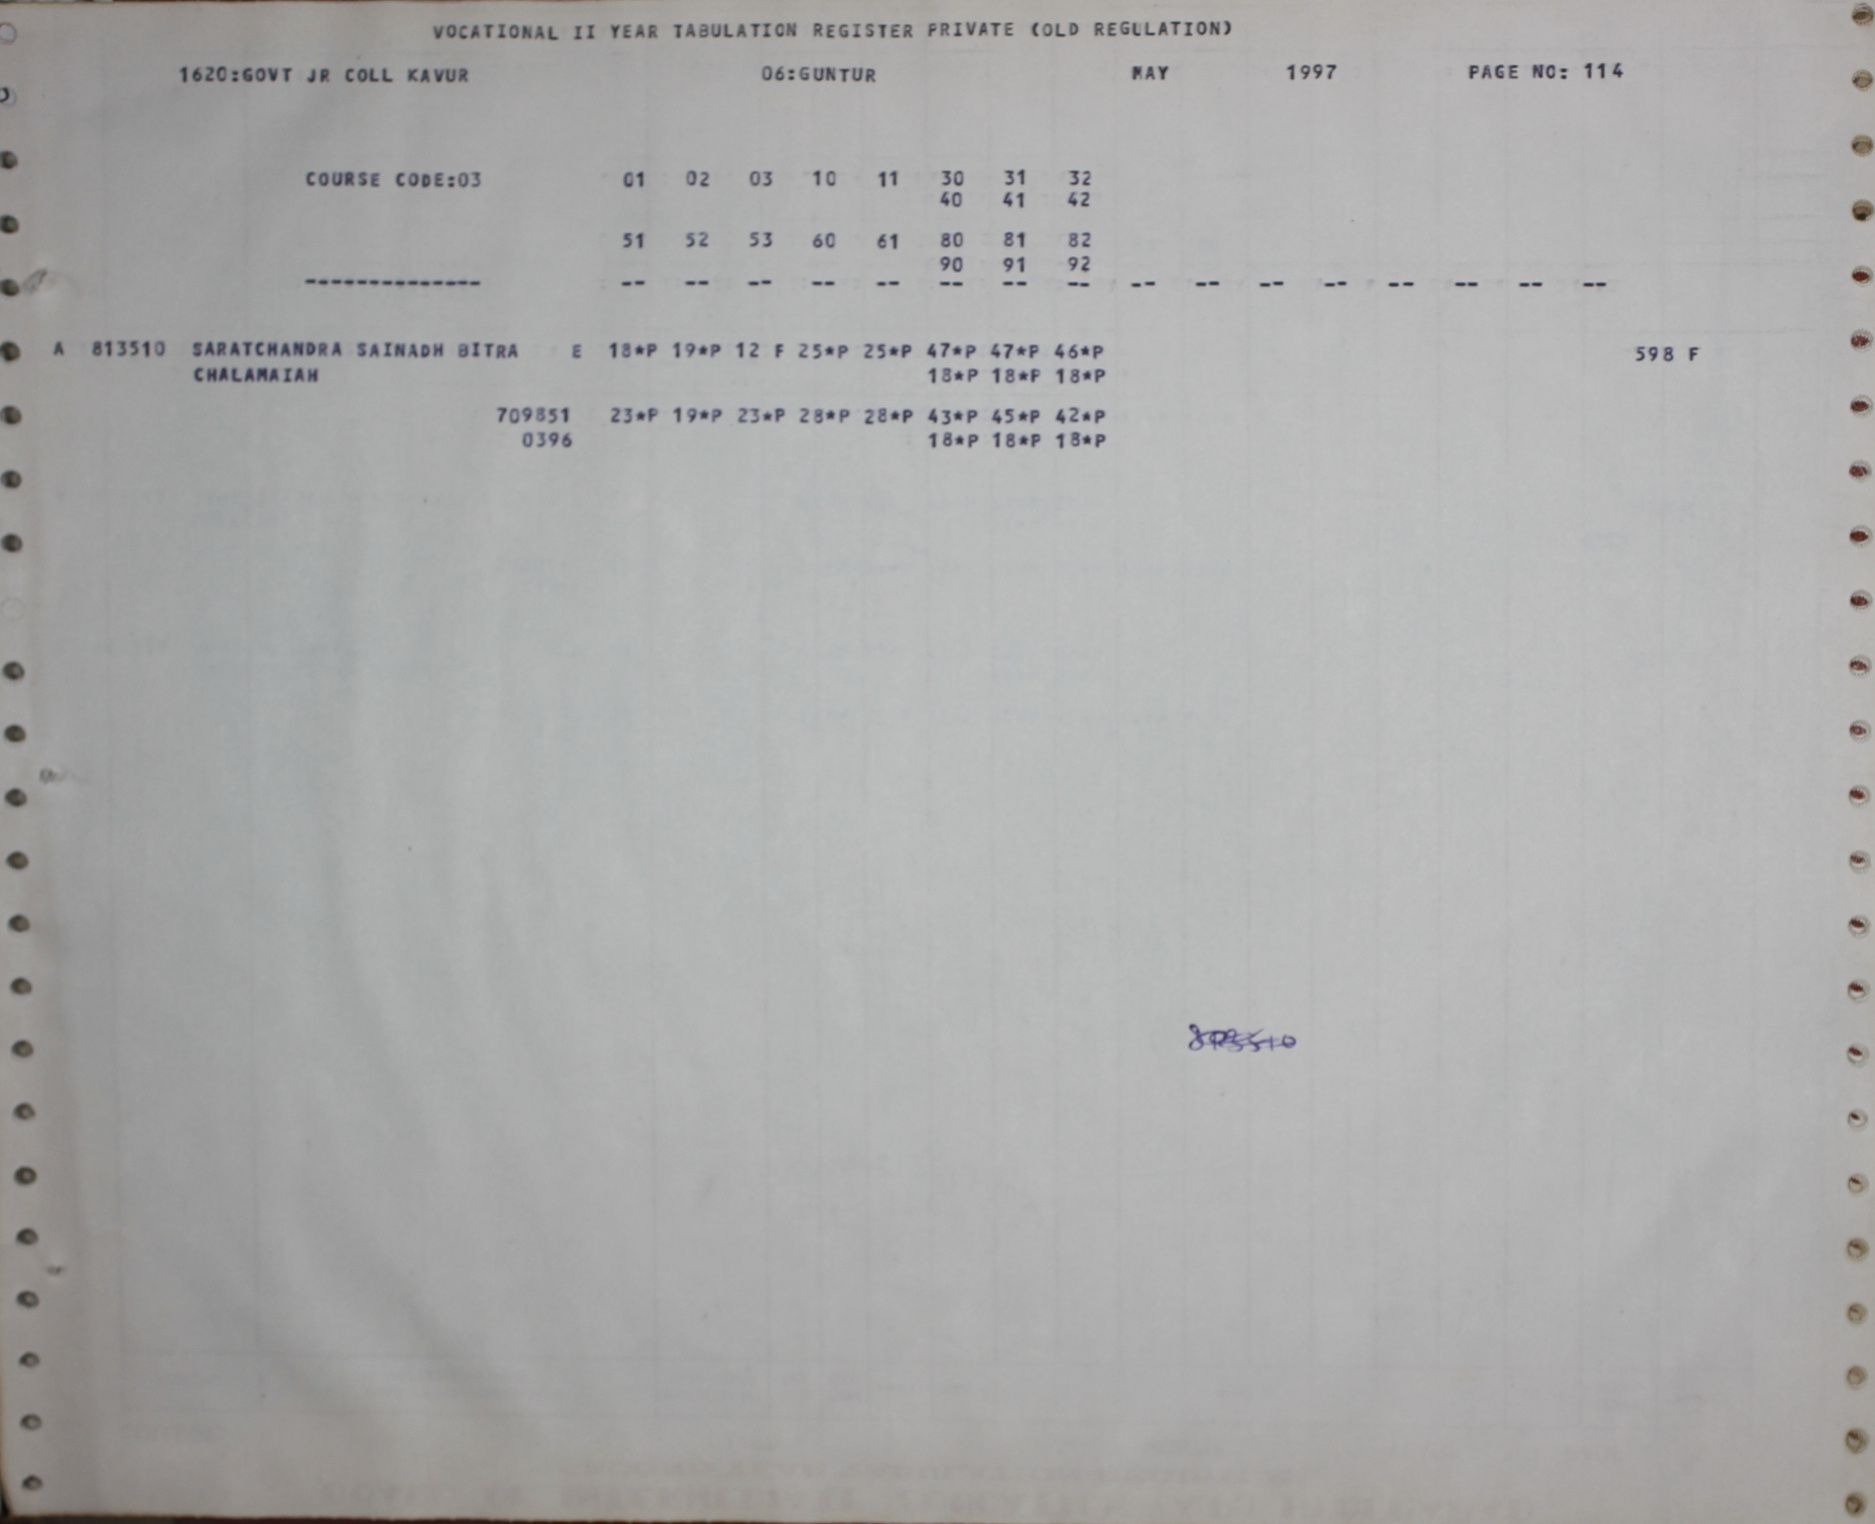 VOCATIONAL II YEAR TABULATION REGISTER PRIVATE (OLD REGULATION)
1620:GOVT JR COLL KAVUR 06:GUNTUR MAY 1997 PAGE NO: 114
COURSE CODE:03 01 02 03 10 11 30 31 32
40 41 42
51 52 53 60 61 80 81 82
90 91 92
-------------- -- -- -- -- -- -- -- -- -- -- -- -- -- -- -- --
A 813510 SARATCHANDRA SAINADH BITRA E 18*P 19*P 12 F 25*P 25*P 47*P 47*P 46*P 598 F
CHALAMAIAH 18*P 18*P 18*P
709851 23*P 19*P 23*P 28*P 28*P 43*P 45*P 42*P
0396 18*P 18*P 18*P